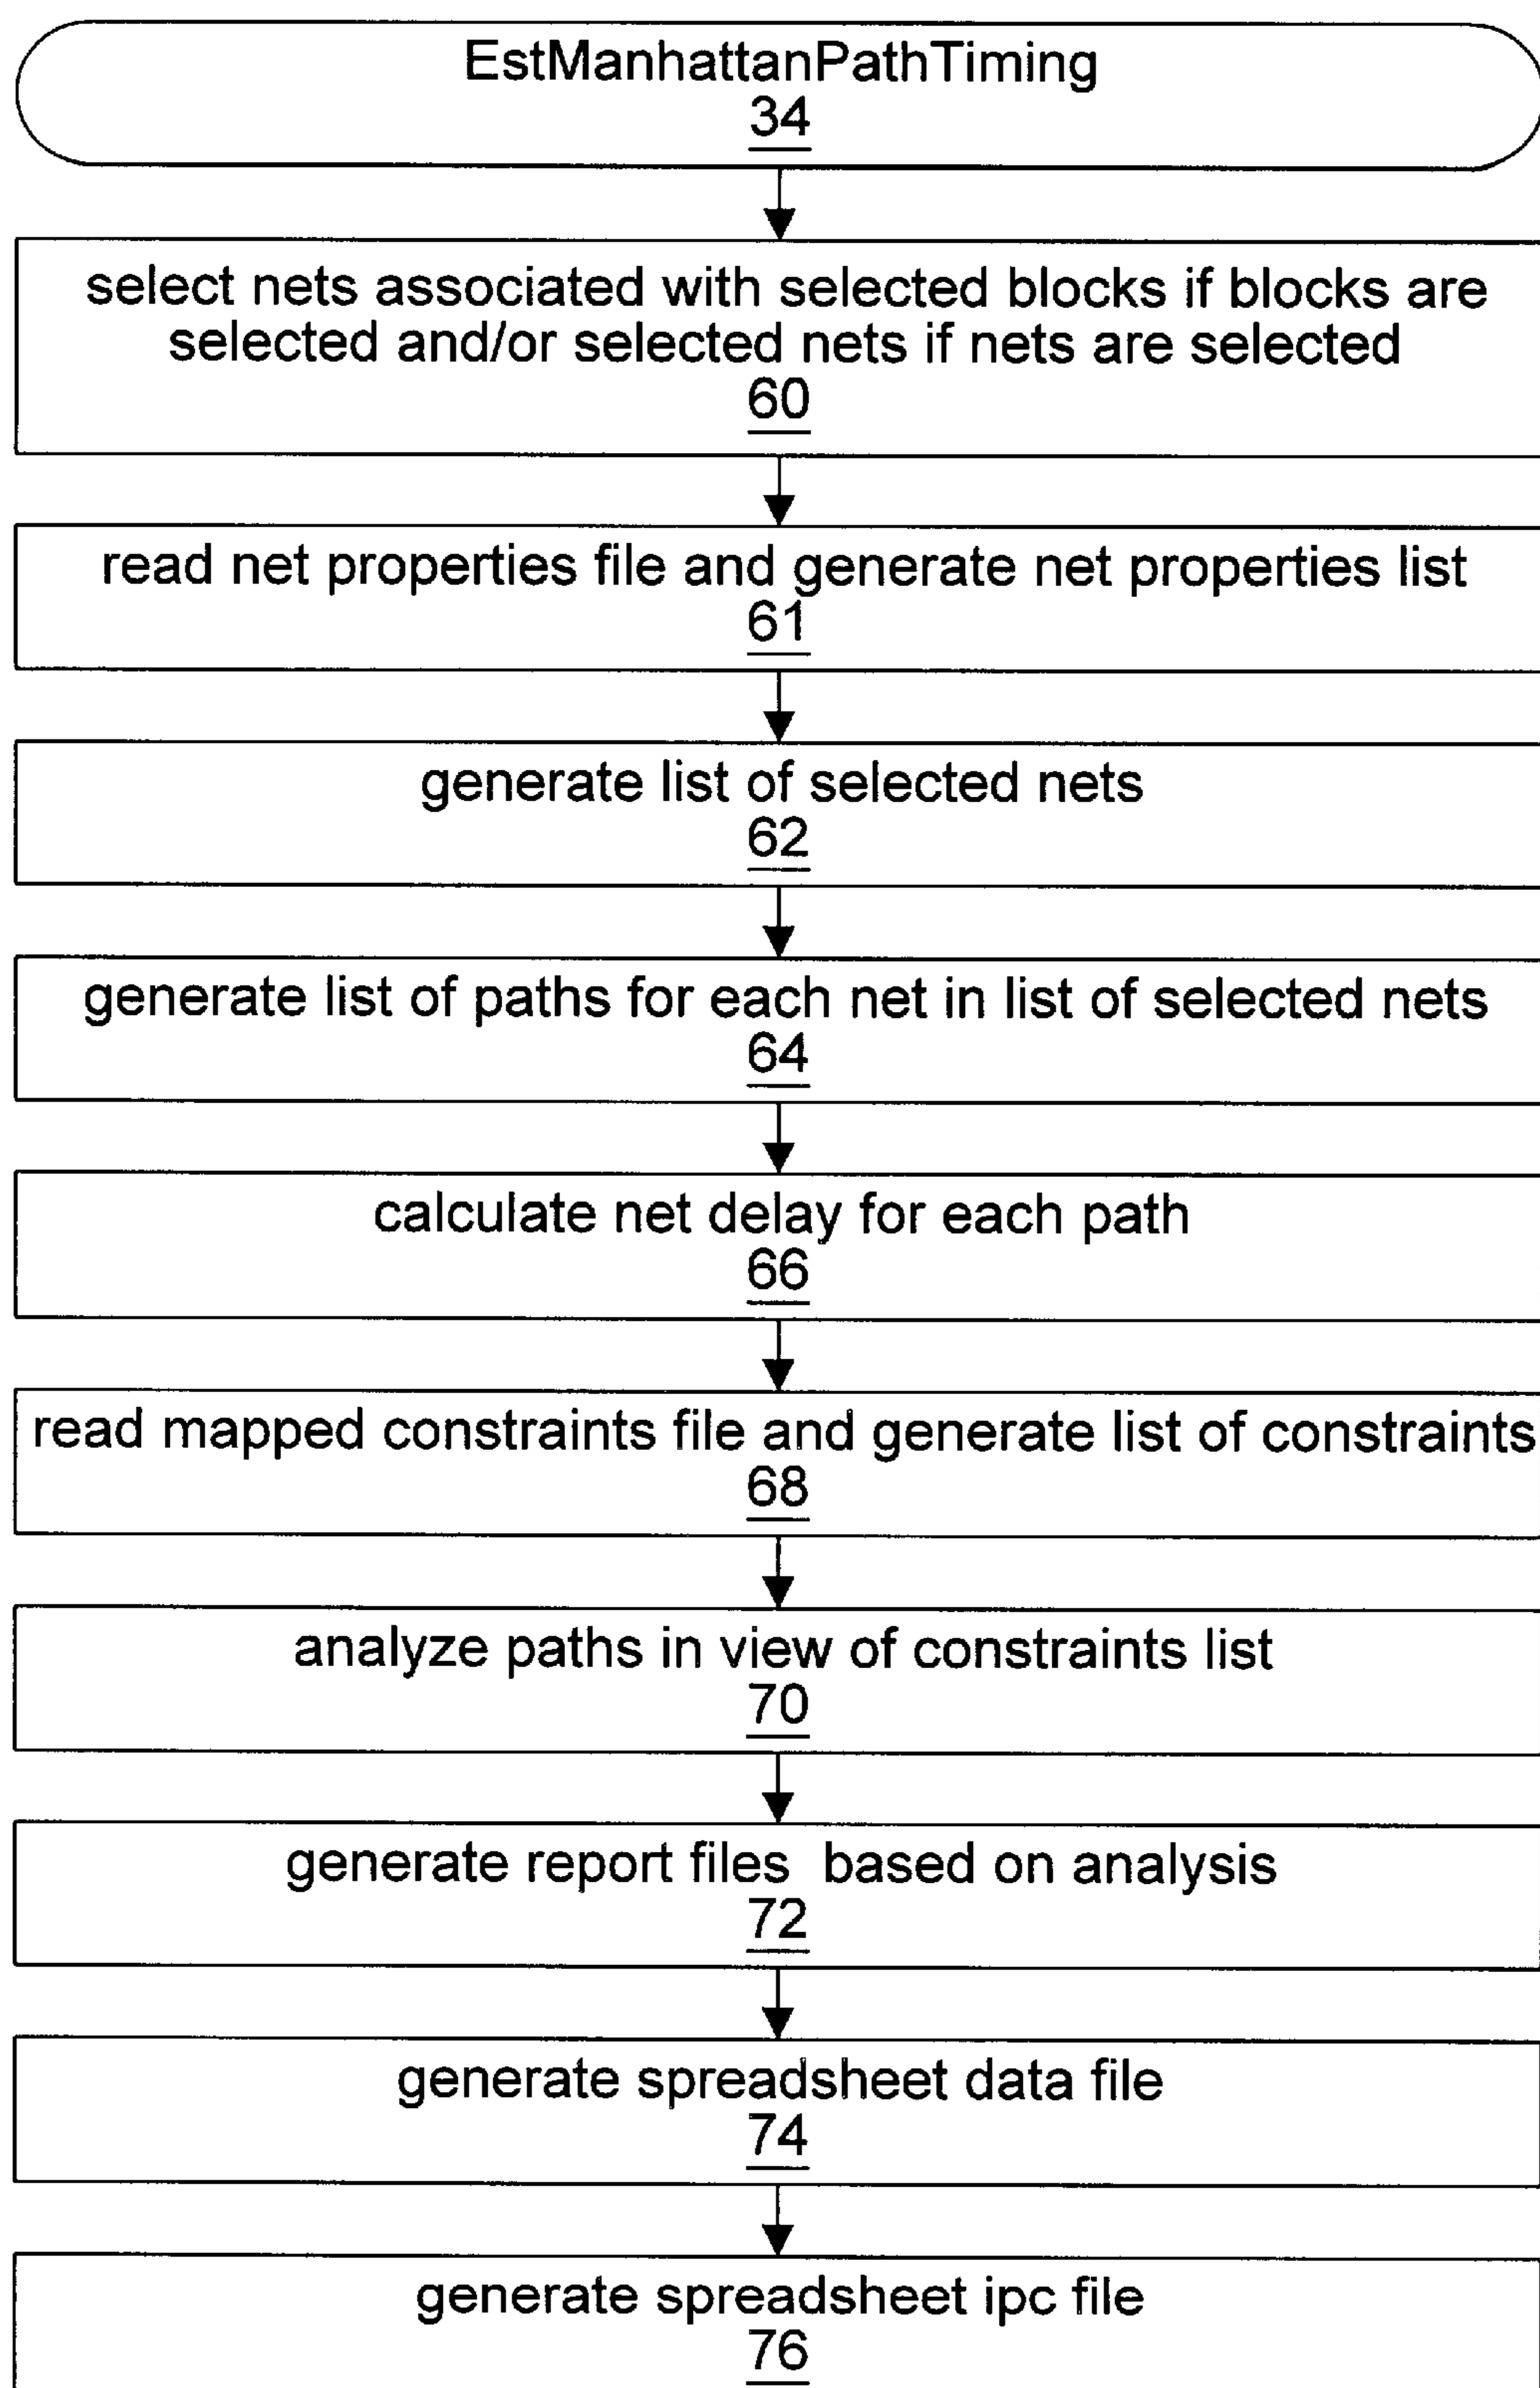 EstManhattanPathTiming
34
select nets associated with selected blocks if blocks are
selected and/or selected nets if nets are selected
60
read net properties file and generate net properties list
61
generate list of selected nets
62
generate list of paths for each net in list of selected nets
64
calculate net delay for each path
66
read mapped constraints file and generate list of constraints
68
analyze paths in view of constraints list
70
generate report files  based on analysis
72
generate spreadsheet data file
74
generate spreadsheet ipc file
76